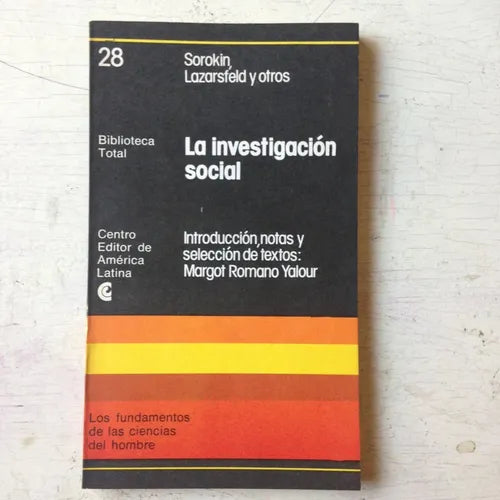 28
Sorokin,
Lazarsfeld y otros
Biblioteca
Total
La investigación
social
Centro
Editor de
América
Latina
Introducción, notas y
selección de textos:
Margot Romano Yalour
Los fundamentos
de las ciencias
del hombre